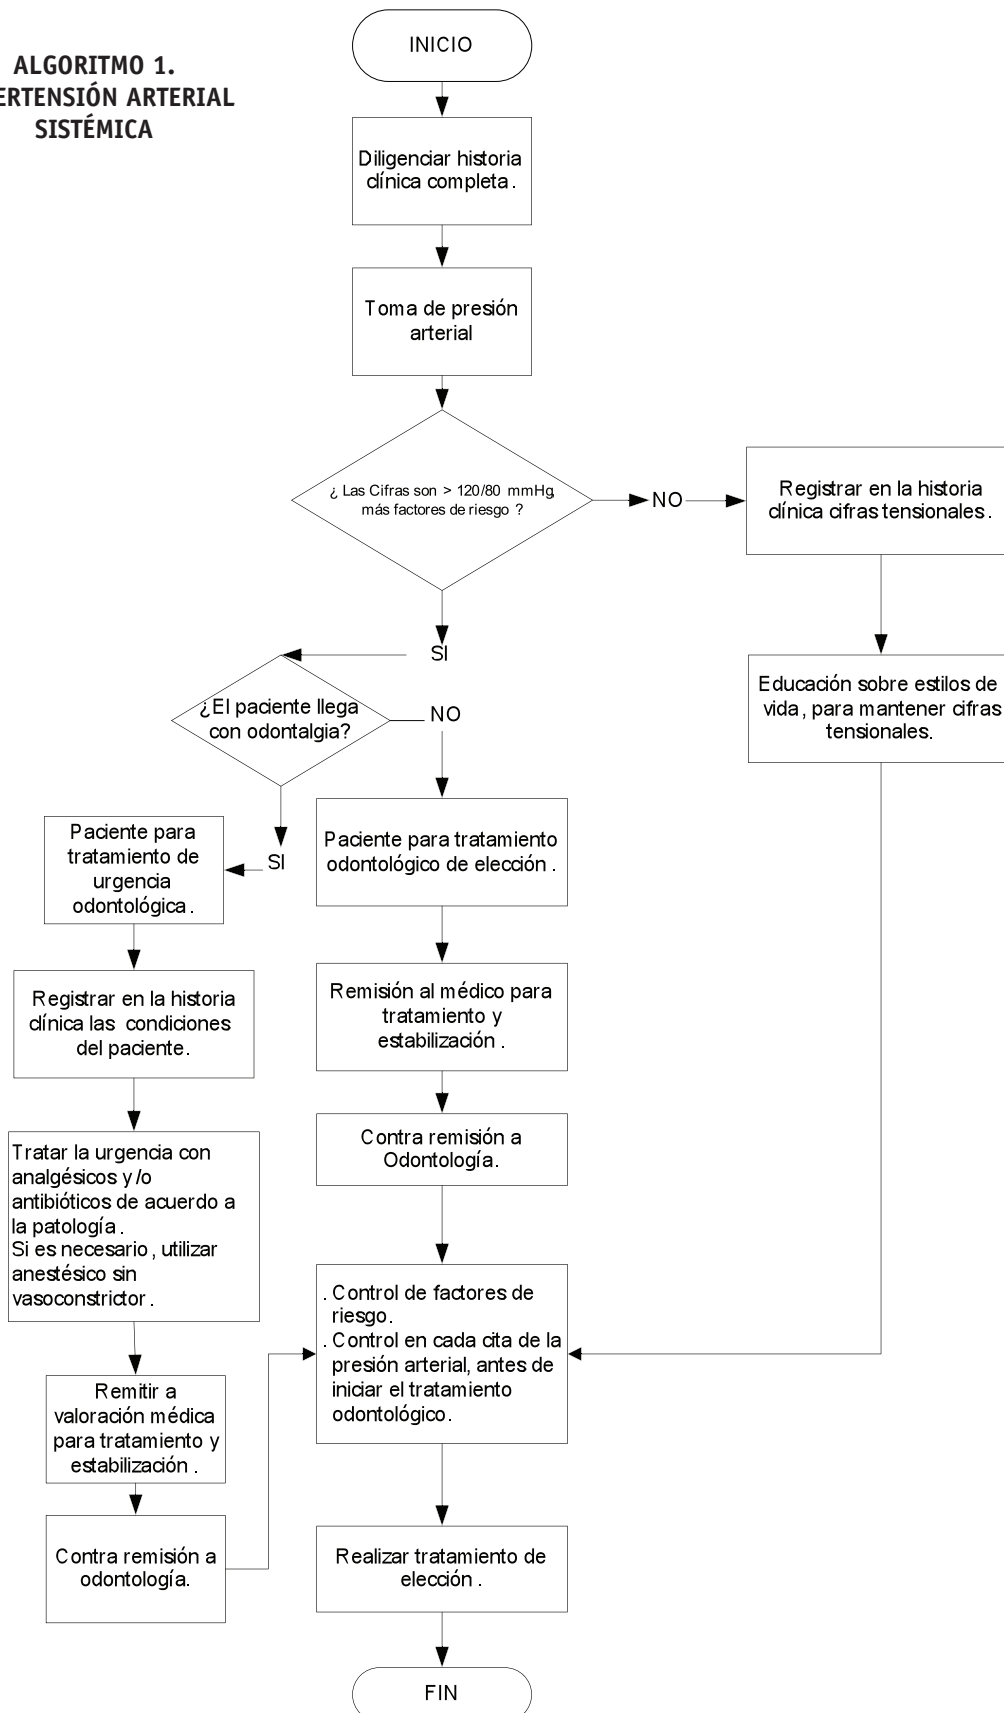 ALGORITMO 1.
ERTENSIÓN ARTERIAL
SISTÉMICA
INICIO
Diligenciar historia
clínica completa.
Toma de presión
arterial
¿ Las Cifras son > 120/80 mmHg,
más factores de riesgo ?
NO
Registrar en la historia
clínica cifras tensionales.
SI
Educación sobre estilos de
vida, para mantener cifras
tensionales.
¿El paciente llega
con odontalgia?
NO
SI
Paciente para
tratamiento de
urgencia
odontológica.
Paciente para tratamiento
odontológico de elección.
Registrar en la historia
clínica las condiciones
del paciente.
Remisión al médico para
tratamiento y
estabilización.
Tratar la urgencia con
analgésicos y/o
antibióticos de acuerdo a
la patología.
Si es necesario, utilizar
anestésico sin
vasoconstrictor.
Contra remisión a
Odontología.
. Control de factores de
riesgo.
. Control en cada cita de la
presión arterial, antes de
iniciar el tratamiento
odontológico.
Remitir a
valoración médica
para tratamiento y
estabilización.
Contra remisión a
odontología.
Realizar tratamiento de
elección.
FIN